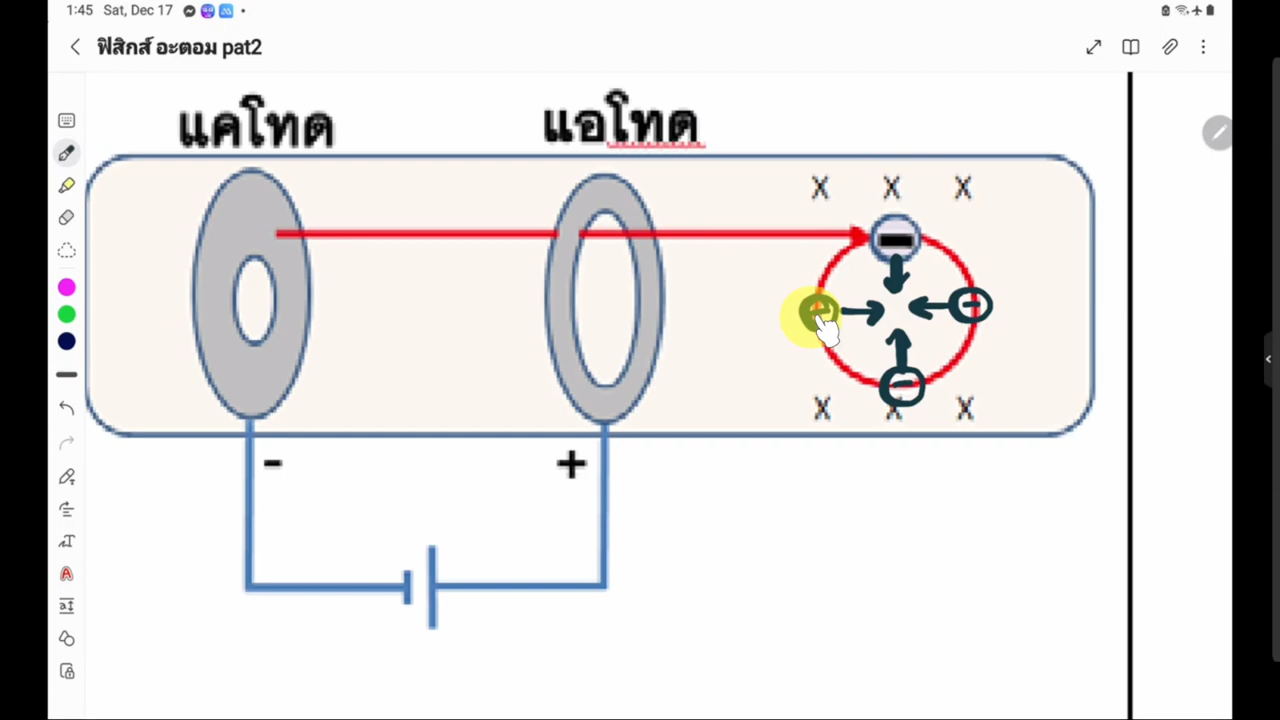 1:45 Sat, Dec 17
ฟิสิกส์ อะตอม pat2
แคโทด แอโทด
x x x
x x x
- +